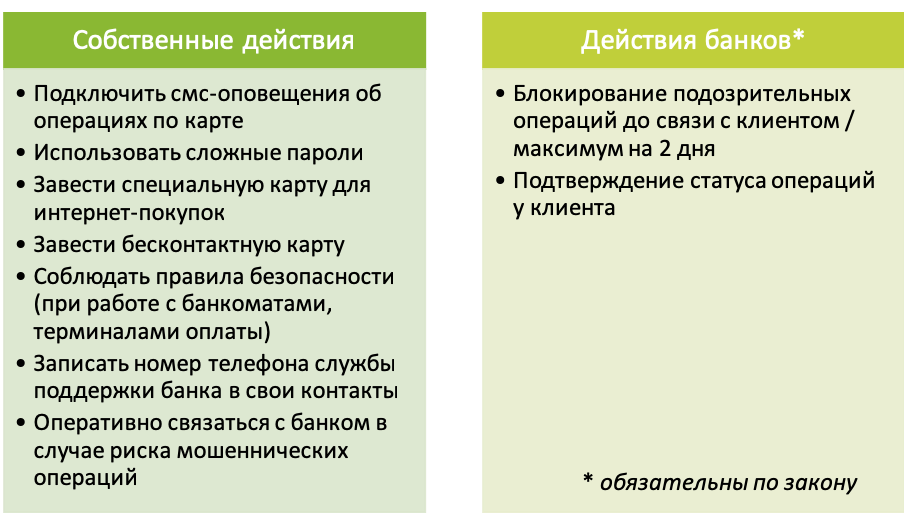 Собственные действия
• Подключить смс-оповещения об
операциях по карте
• Использовать сложные пароли
• Завести специальную карту для
интернет-покупок
• Завести бесконтактную карту
• Соблюдать правила безопасности
(при работе с банкоматами,
терминалами оплаты)
• Записать номер телефона службы
поддержки банка в свои контакты
• Оперативно связаться с банком в
случае риска мошеннических
операций
Действия банков*
• Блокирование подозрительных
операций до связи с клиентом /
максимум на 2 дня
• Подтверждение статуса операций
у клиента
* обязательны по закону